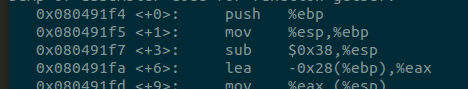 0x080491f4 <+0>: push %ebp
0x080491f5 <+1>: mov %esp,%ebp
0x080491f7 <+3>: sub $0x38,%esp
0x080491fa <+6>: lea -0x28(%ebp),%eax
0x080491fd <+9>: mov %eax,(%esp)